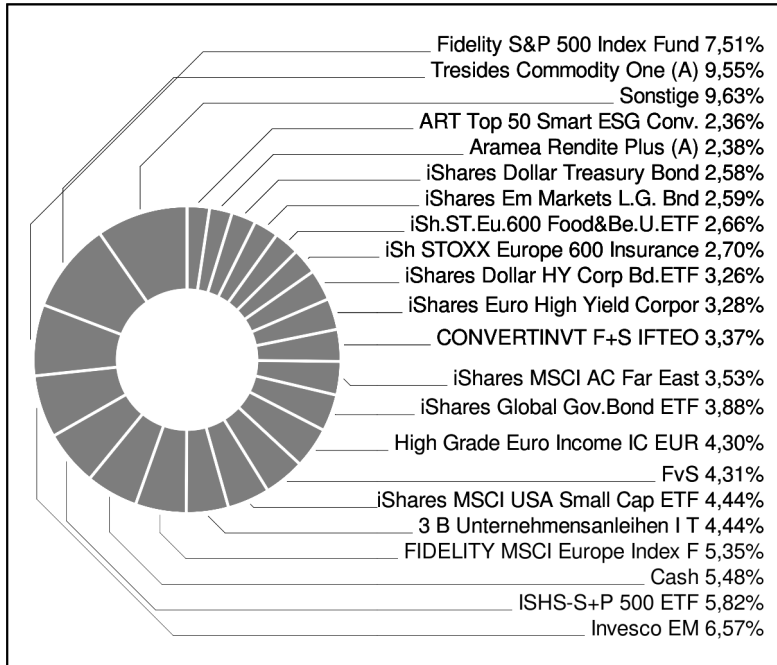 Fidelity S&P 500 Index Fund 7,51%
Tresides Commodity One (A) 9,55%
Sonstige 9,63%
ART Top 50 Smart ESG Conv. 2,36%
Aramea Rendite Plus (A) 2,38%
iShares Dollar Treasury Bond 2,58%
iShares Em Markets L.G. Bnd 2,59%
iSh.ST.Eu.600 Food&Be.U.ETF 2,66%
iSh STOXX Europe 600 Insurance 2,70%
iShares Dollar HY Corp Bd.ETF 3,26%
iShares Euro High Yield Corpor 3,28%
CONVERTINVT F+S IFTEO 3,37%
iShares MSCI AC Far East 3,53%
iShares Global Gov.Bond ETF 3,88%
High Grade Euro Income IC EUR 4,30%
FvS 4,31%
iShares MSCI USA Small Cap ETF 4,44%
3 B Unternehmensanleihen I T 4,44%
FIDELITY MSCI Europe Index F 5,35%
Cash 5,48%
ISHS-S+P 500 ETF 5,82%
Invesco EM 6,57%